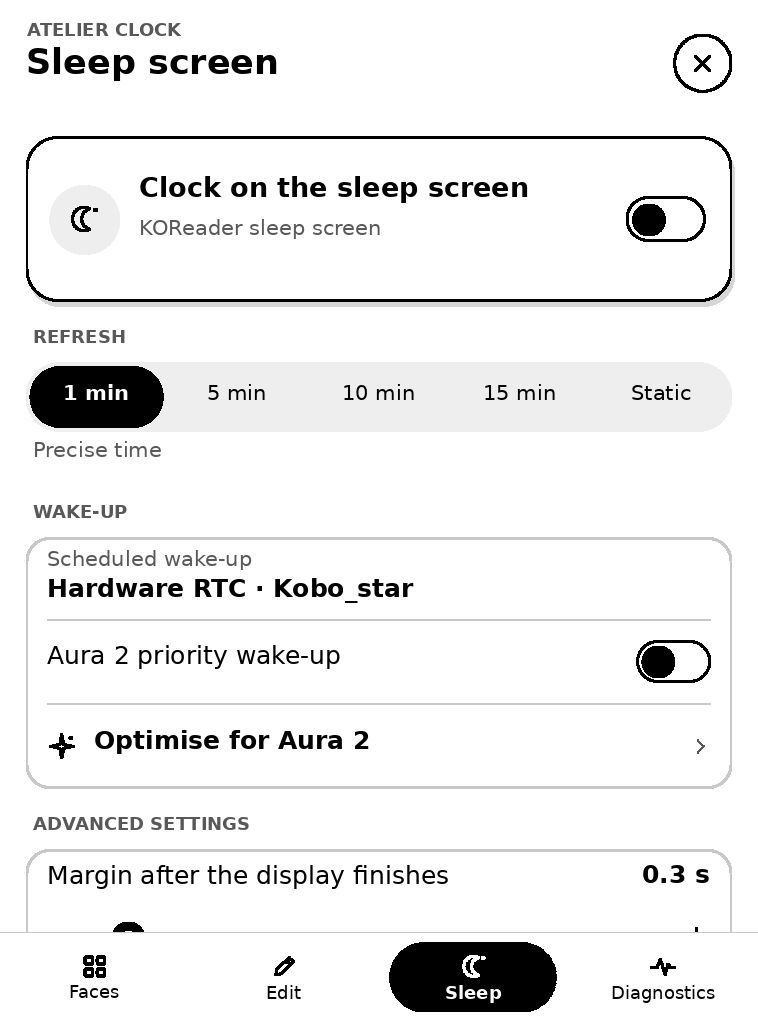 ATELIER CLOCK
Sleep screen
Clock on the sleep screen
KOReader sleep screen
REFRESH
1 min 5 min 10 min 15 min Static
Precise time
WAKE-UP
Scheduled wake-up
Hardware RTC · Kobo_star
Aura 2 priority wake-up
Optimise for Aura 2
ADVANCED SETTINGS
Margin after the display finishes 0.3 s
Faces Edit Sleep Diagnostics